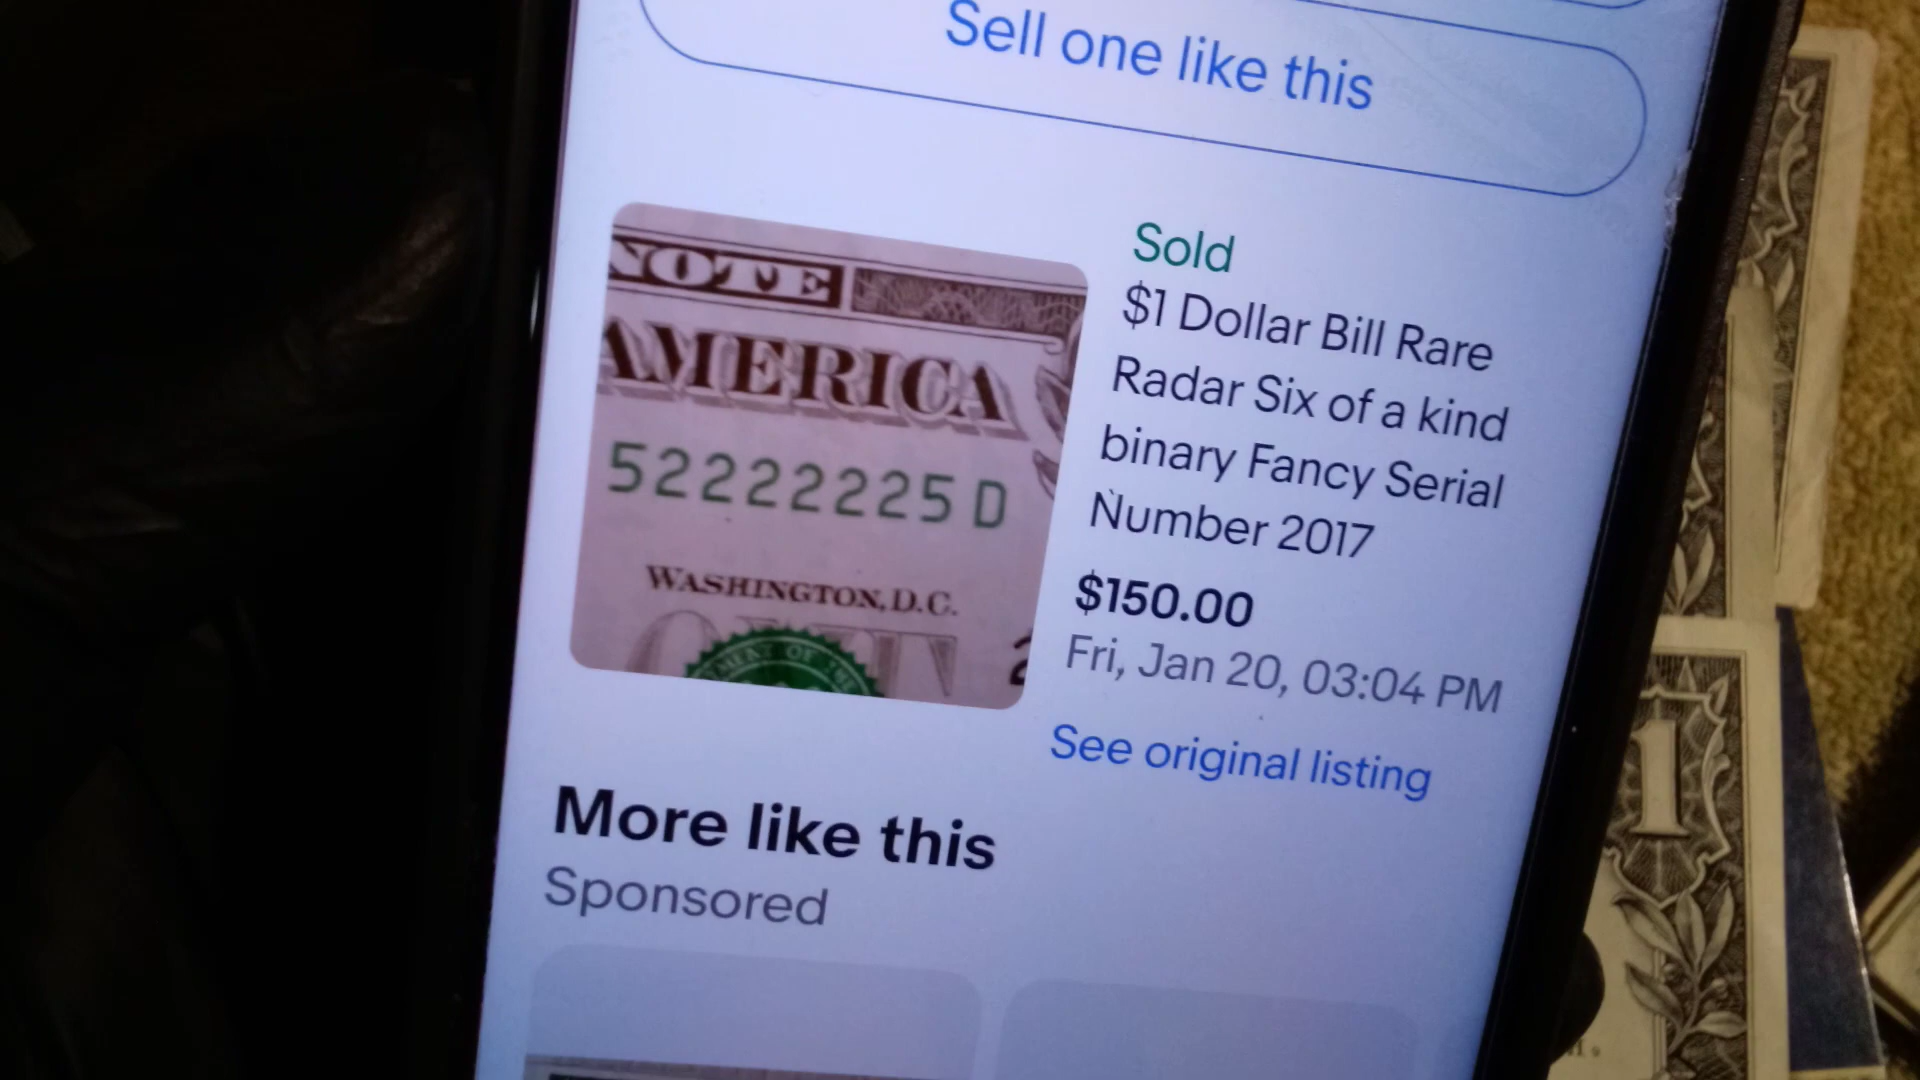 Sell one like this
NOTE
AMERICA
52222225 D
WASHINGTON, D.C.
Sold
$1 Dollar Bill Rare
Radar Six of a kind
binary Fancy Serial
Number 2017
$150.00
Fri, Jan 20, 03:04 PM
See original listing
More like this
Sponsored
1